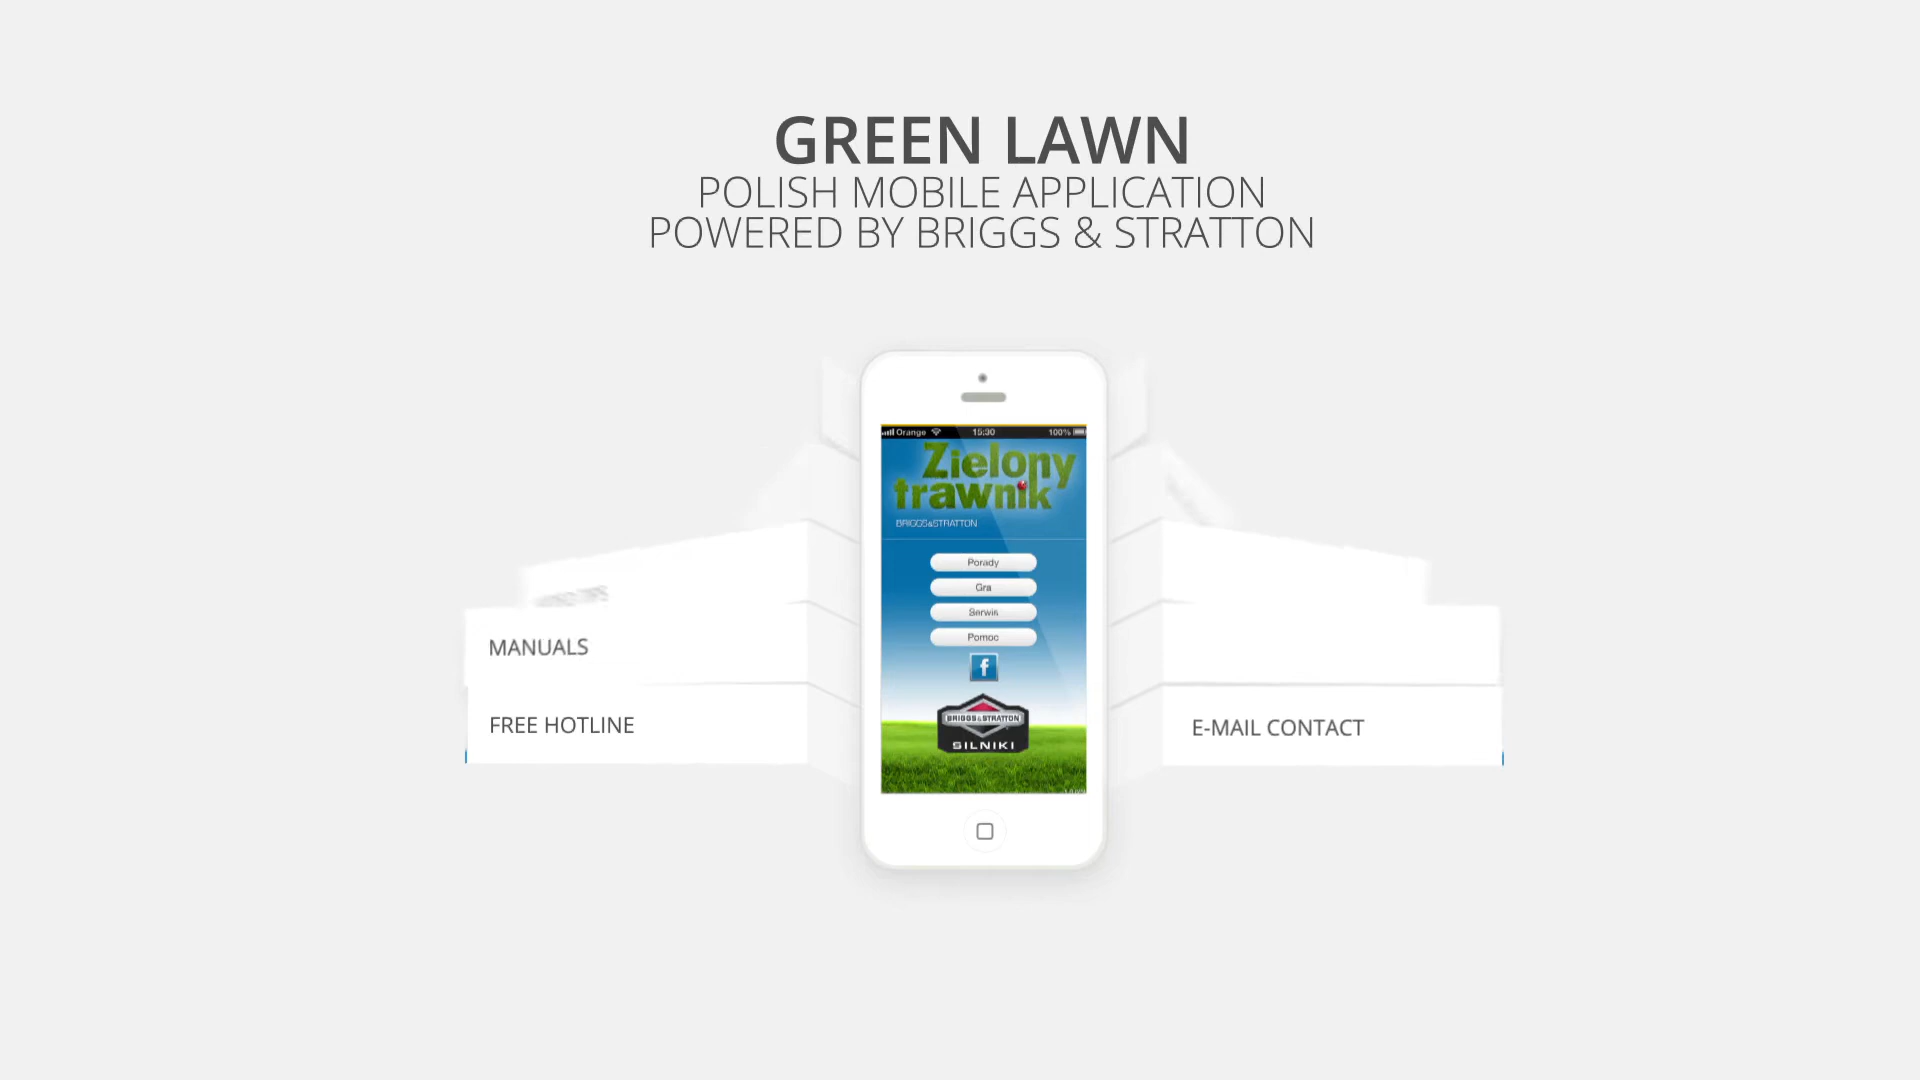 GREEN LAWN
POLISH MOBILE APPLICATION
POWERED BY BRIGGS & STRATTON
Orange 15:30 100%
Zielony
trawnik
BRIGGS&STRATTON
Porady
Gra
Serwis
Pomoc
f
BRIGGS&STRATTON
SILNIKI
MANUALS
FREE HOTLINE
E-MAIL CONTACT